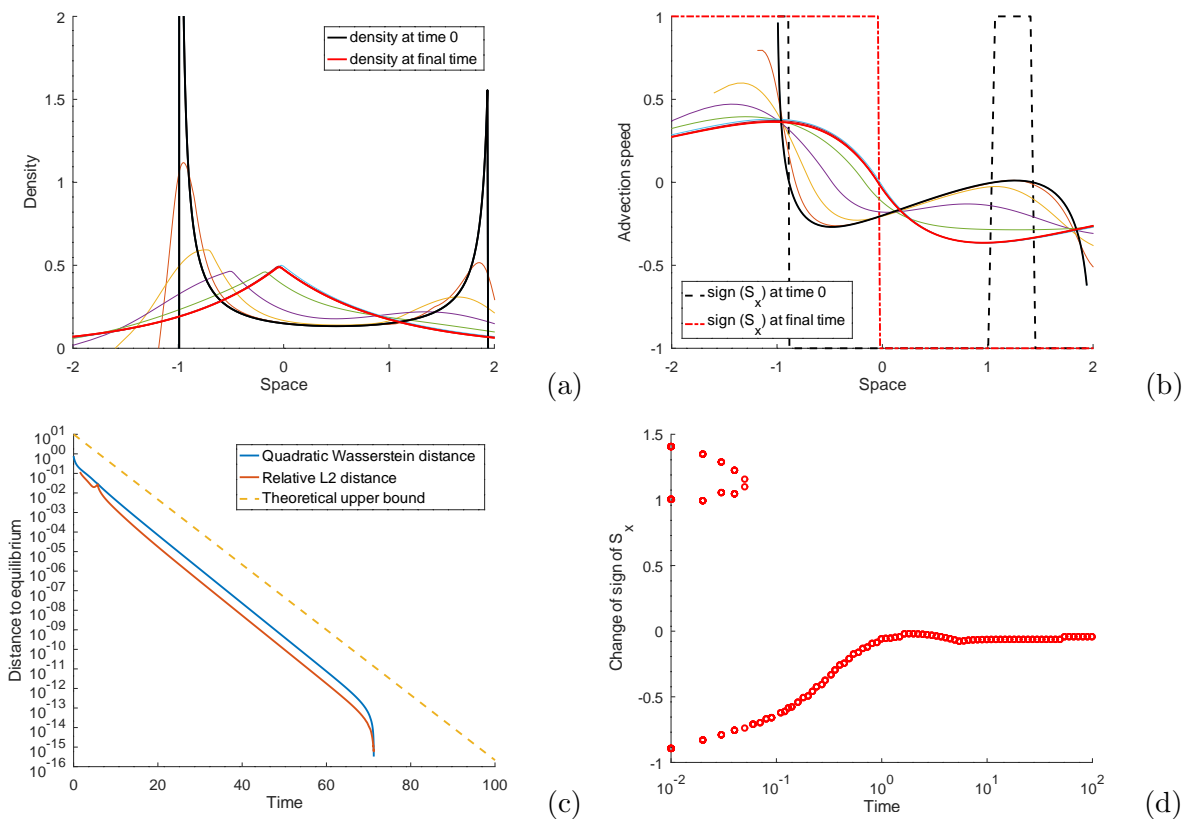 2
1.5
1
0.5
0
Density
-2
-1
0
1
2
Space
density at time 0
density at final time
(a)
1
0.5
0
-0.5
-1
Advection speed
-2
-1
0
1
2
Space
sign (S_x) at time 0
sign (S_x) at final time
(b)
10^01
10^00
10^-01
10^-02
10^-03
10^-04
10^-05
10^-06
10^-07
10^-08
10^-09
10^-10
10^-11
10^-12
10^-13
10^-14
10^-15
10^-16
Distance to equilibrium
0
20
40
60
80
100
Time
Quadratic Wasserstein distance
Relative L2 distance
Theoretical upper bound
(c)
1.5
1
0.5
0
-0.5
-1
Change of sign of S_x
10^-2
10^-1
10^0
10^1
10^2
Time
(d)